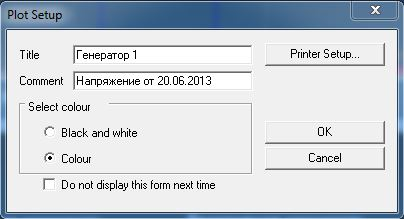 Plot Setup
Title Генератор 1 Printer Setup...
Comment Напряжение от 20.06.2013
Select colour
Black and white OK
Colour Cancel
Do not display this form next time